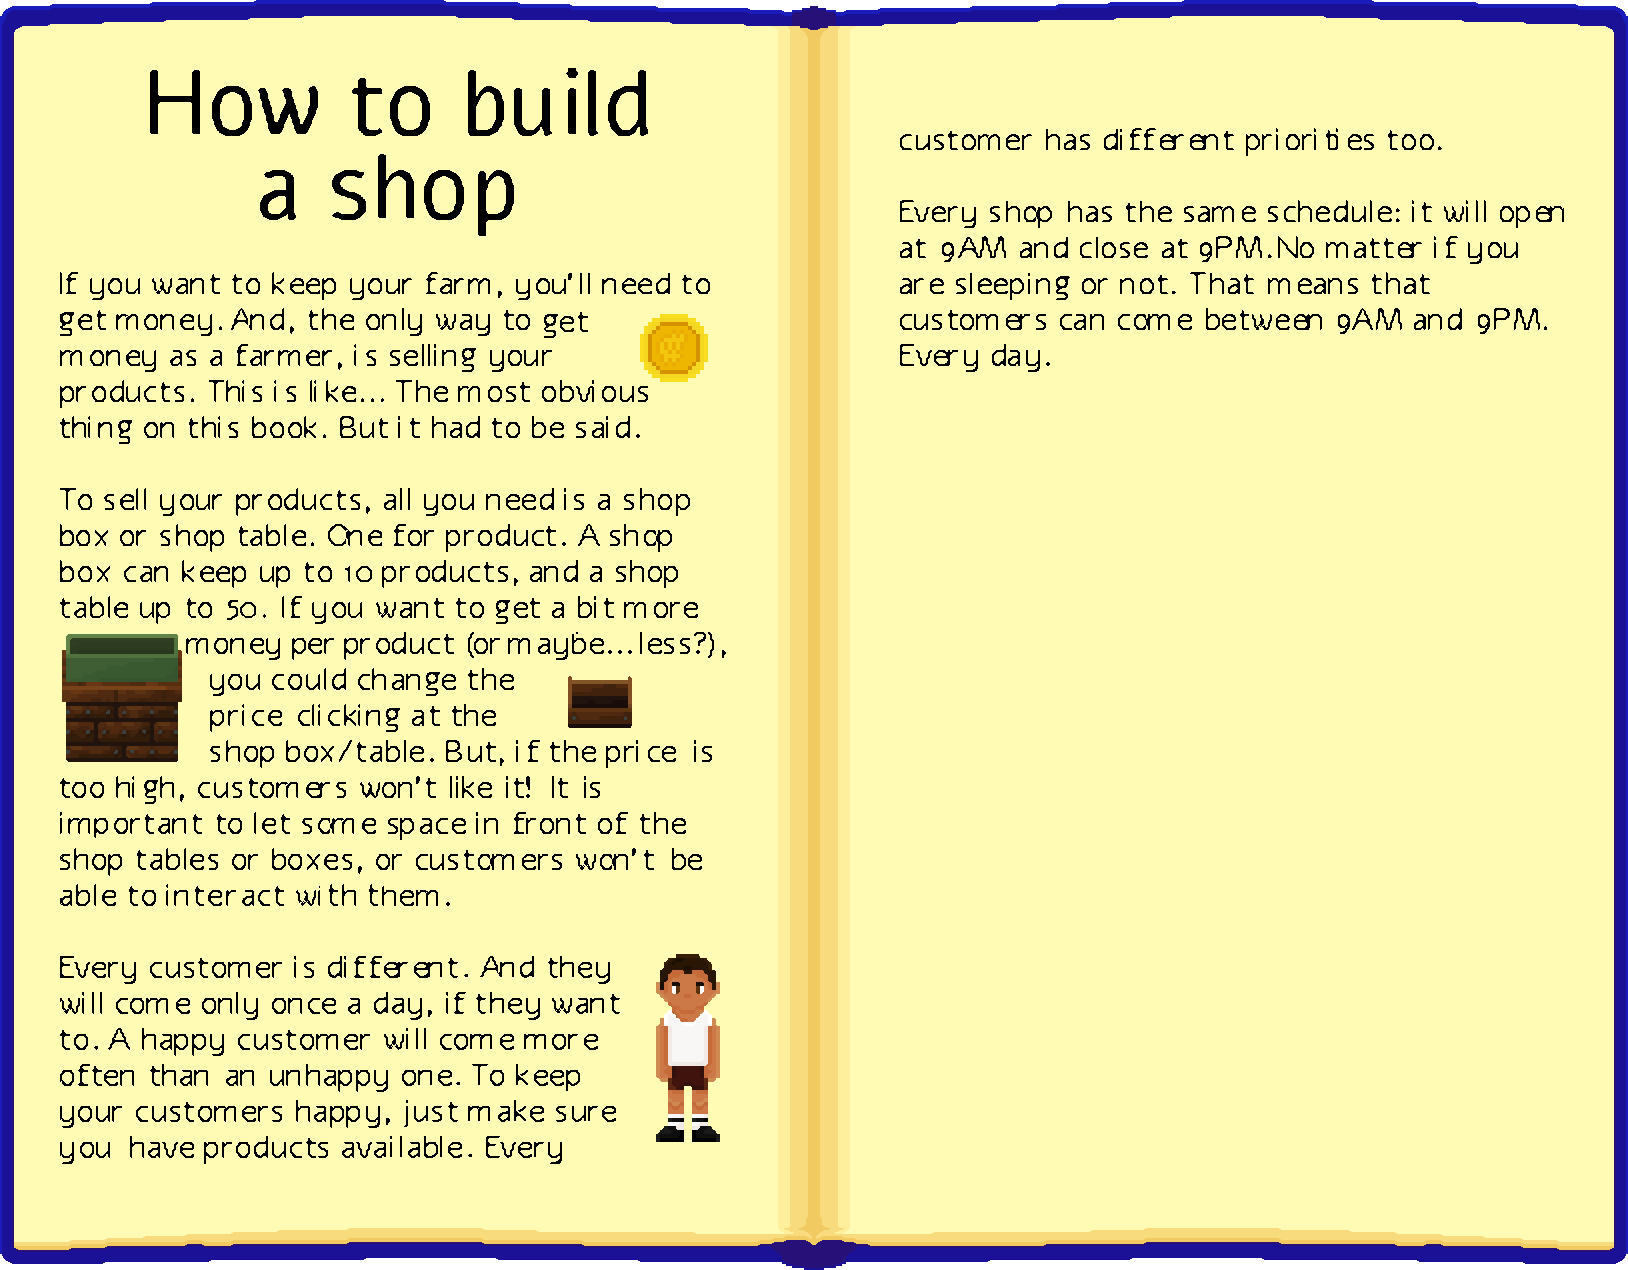 How to build
a shop
If you want to keep your farm, you'll need to
get money. And, the only way to get
money as a farmer, is selling your
products. This is like... The most obvious
thing on this book. But it had to be said.
To sell your products, all you need is a shop
box or shop table. One for product. A shop
box can keep up to 10 products, and a shop
table up to 50. If you want to get a bit more
money per product (or maybe...less?),
you could change the
price clicking at the
shop box/table. But, if the price is
too high, customers won't like it! It is
important to let some space in front of the
shop tables or boxes, or customers won't be
able to interact with them.
Every customer is different. And they
will come only once a day, if they want
to. A happy customer will come more
often than an unhappy one. To keep
your customers happy, just make sure
you have products available. Every
customer has different priorities too.
Every shop has the same schedule: it will open
at 9AM and close at 9PM.No matter if you
are sleeping or not. That means that
customers can come between 9AM and 9PM.
Every day.